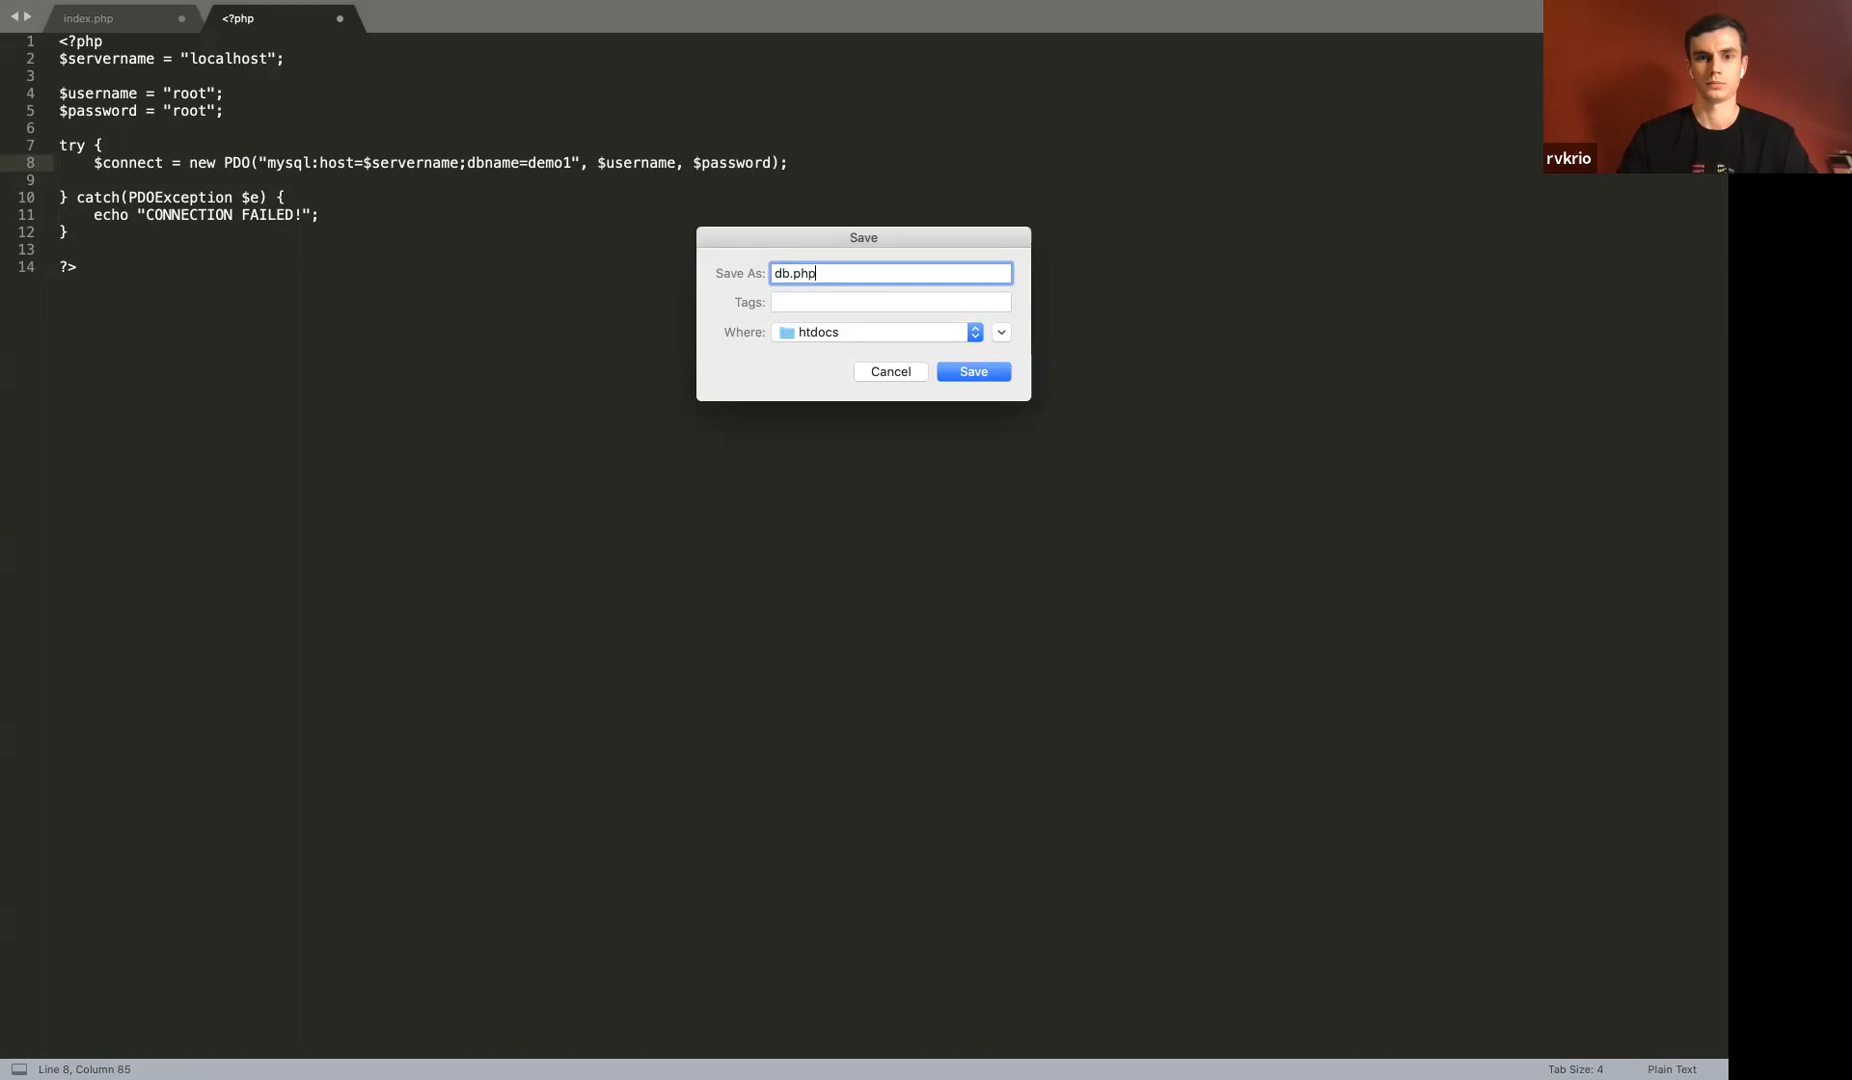 index.php
<?php
1 <?php
2 $servername = "localhost";
3
4 $username = "root";
5 $password = "root";
6
7 try {
8 $connect = new PDO("mysql:host=$servername;dbname=demo1", $username, $password);
9
10 } catch(PDOException $e) {
11 echo "CONNECTION FAILED!";
12 }
13
14 ?>
Save
Save As: db.php
Tags:
Where: htdocs
Cancel Save
rvkrio
Line 8, Column 85
Tab Size: 4
Plain Text